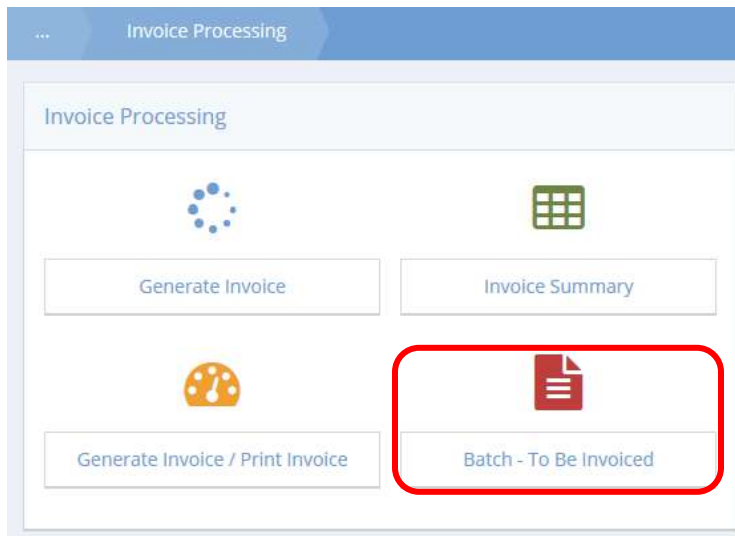 ... Invoice Processing
Invoice Processing
Generate Invoice
Invoice Summary
Generate Invoice / Print Invoice
Batch - To Be Invoiced